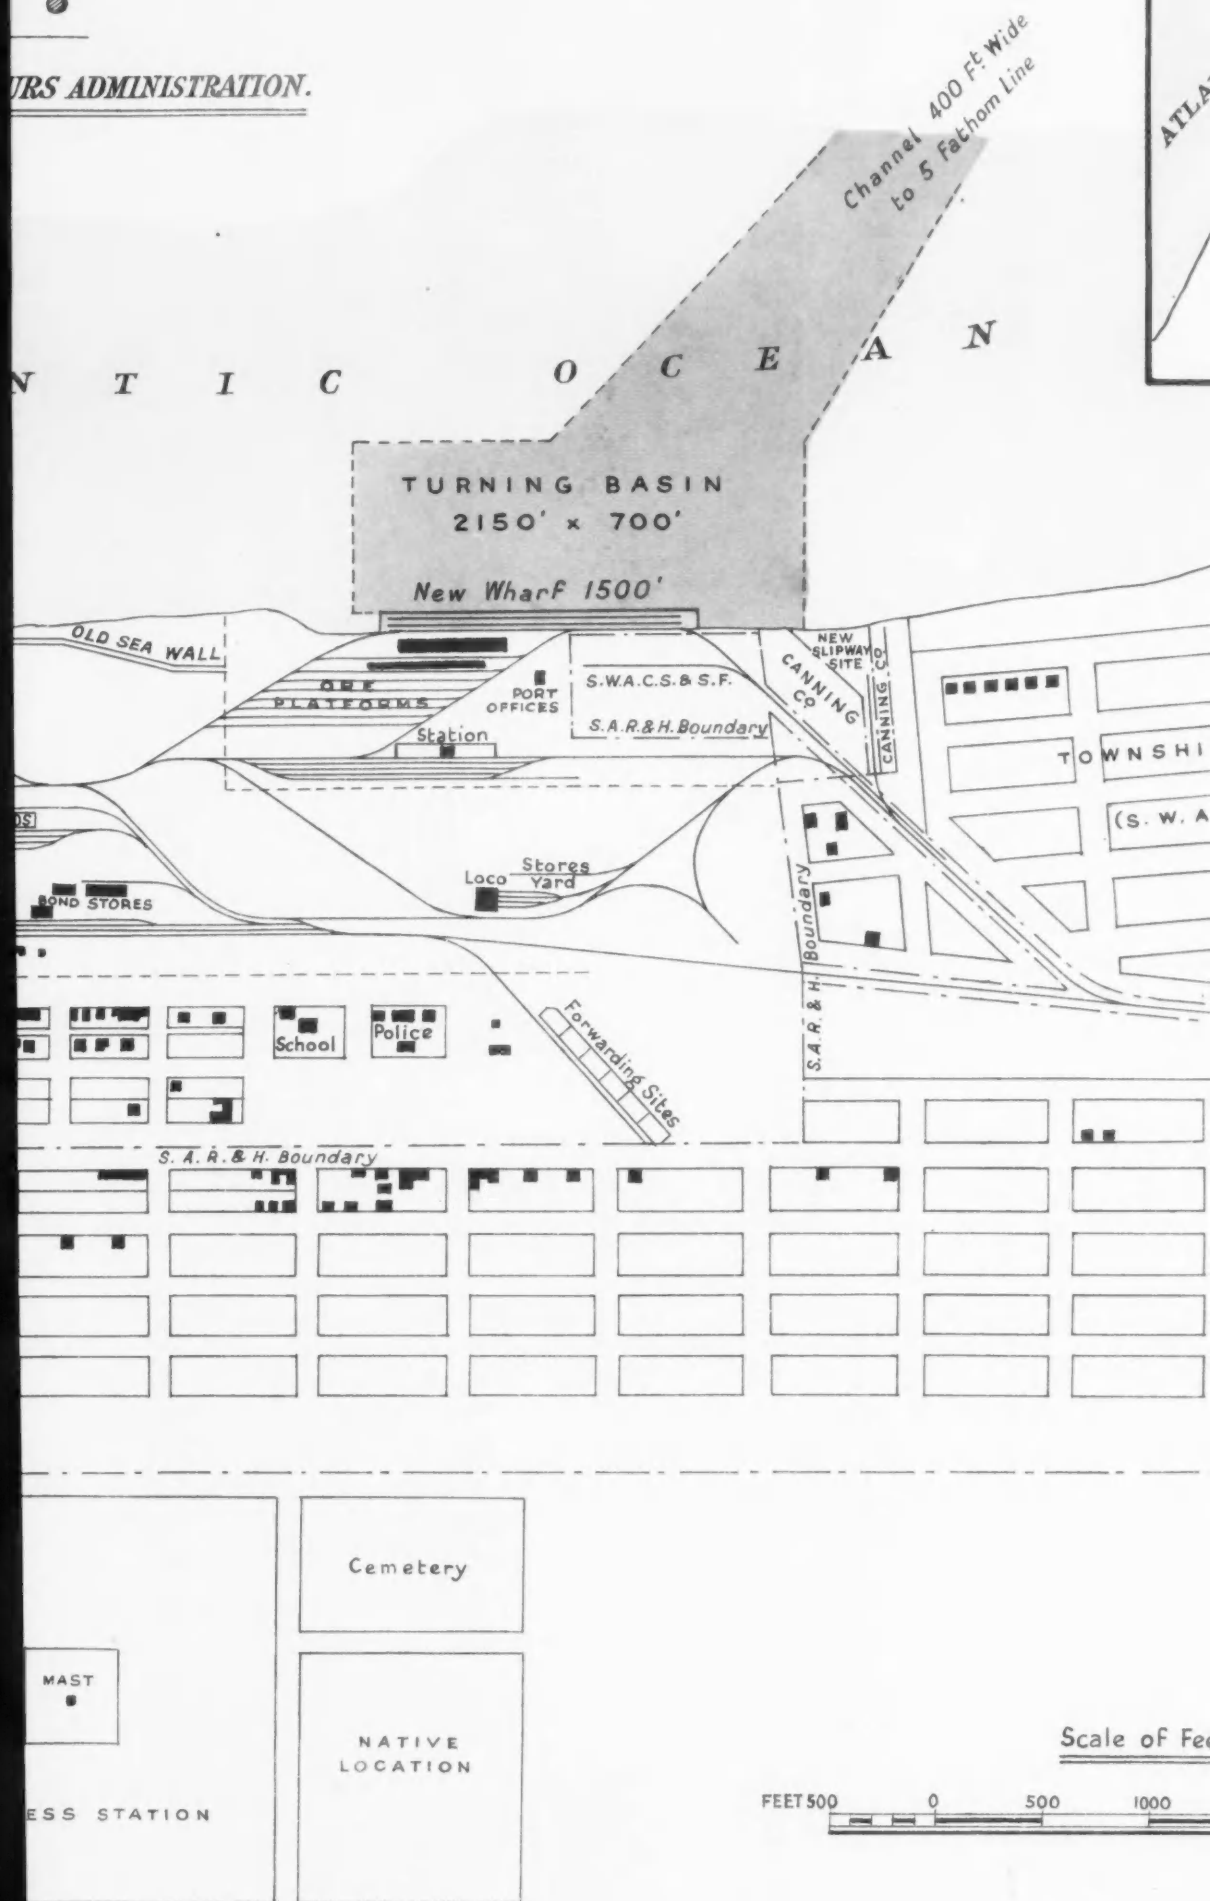 URS ADMINISTRATION.
Channel 400 Ft Wide
to 5 Fathom Line
ATLA
N T I C O C E A N
TURNING BASIN
2150' x 700'
New Wharf 1500'
OLD SEA WALL
ORE
PLATFORMS
PORT
OFFICES
Station
S.W.A.C.S. & S.F.
S.A.R.&H. Boundary
NEW
SLIPWAY
SITE
CANNING
CO
CANNING CO
TOWNSHI
(S. W. A
DS
Loco
Stores
Yard
BOND STORES
S.A.R. & H. Boundary
School
Police
Forwarding Sites
S. A. R. & H. Boundary
Cemetery
MAST
NATIVE
LOCATION
ESS STATION
Scale of Fee
FEET 500 0 500 1000